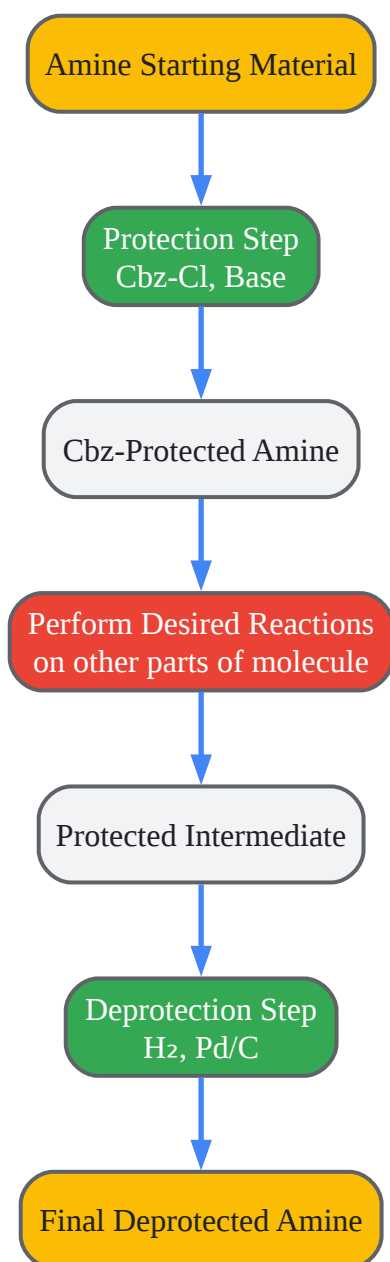 Amine Starting Material
Protection Step
Cbz-Cl, Base
Cbz-Protected Amine
Perform Desired Reactions
on other parts of molecule
Protected Intermediate
Deprotection Step
H₂, Pd/C
Final Deprotected Amine